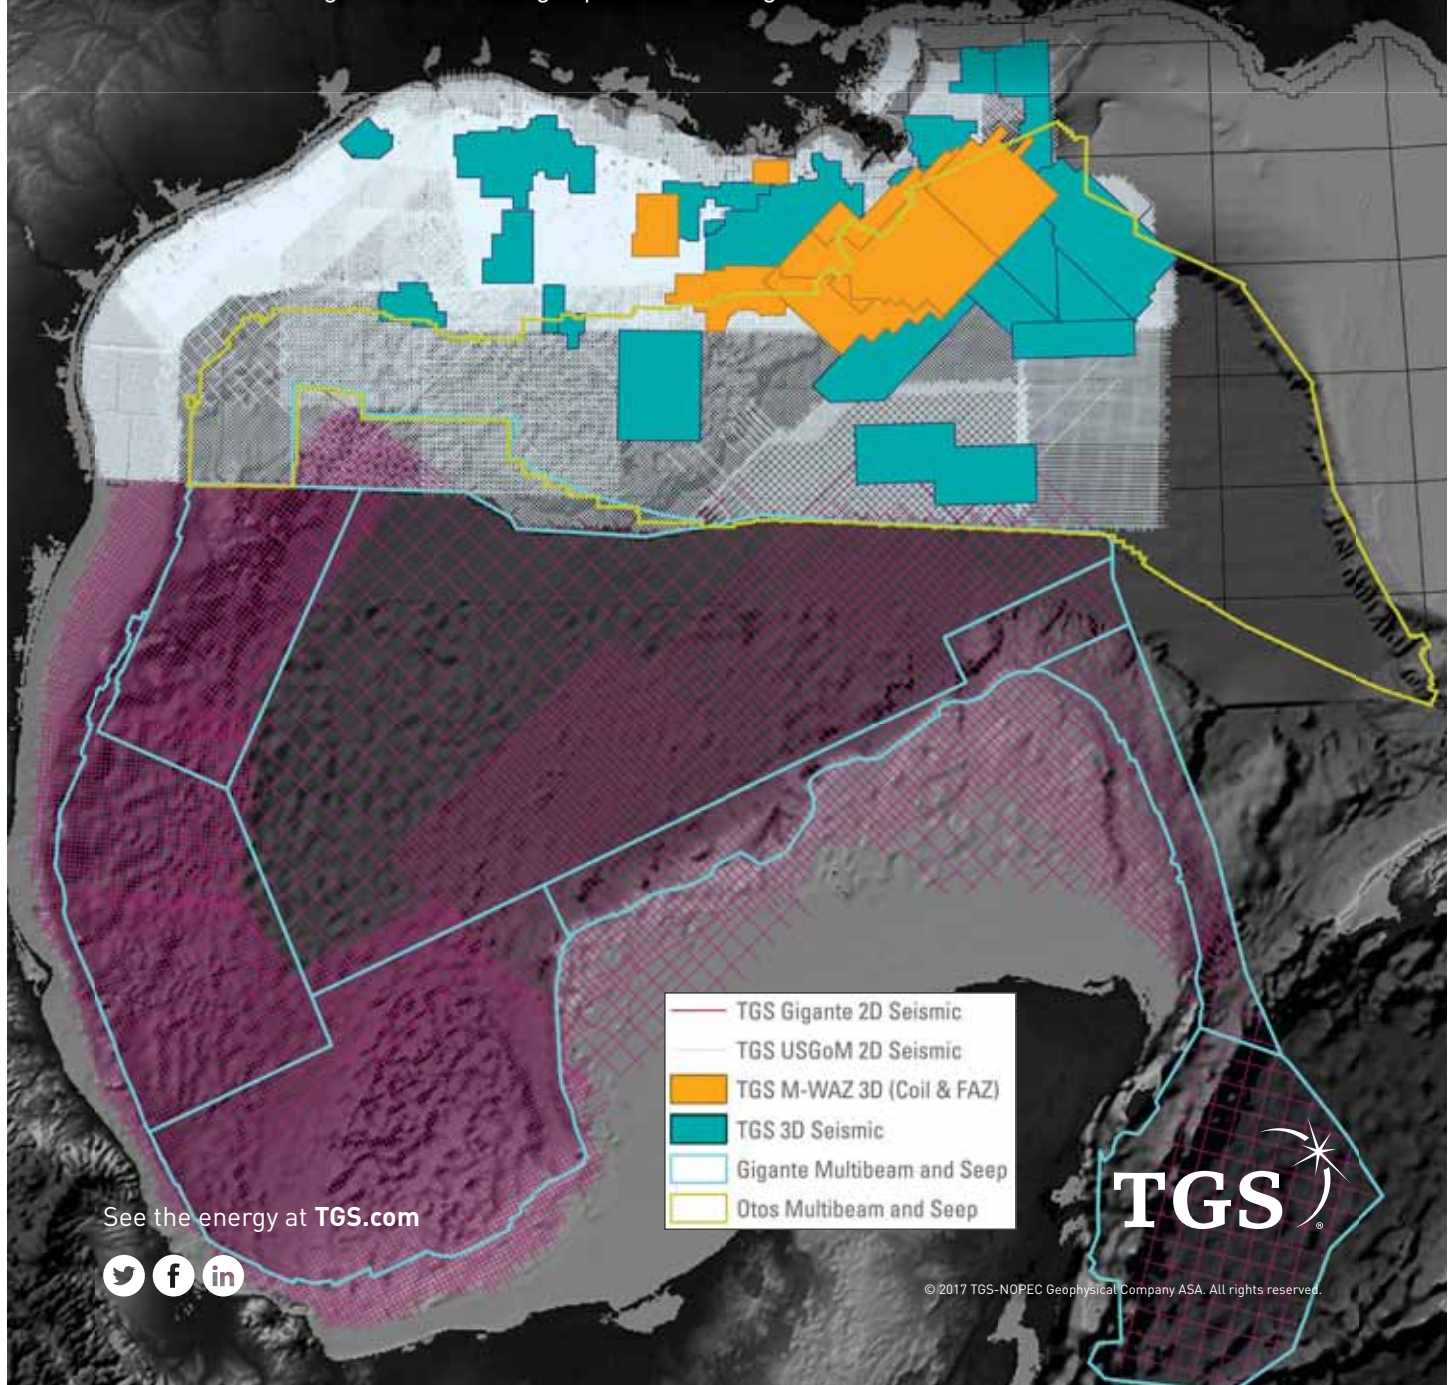 TGS Gigante 2D Seismic
TGS USGoM 2D Seismic
TGS M-WAZ 3D (Coil & FAZ)
TGS 3D Seismic
Gigante Multibeam and Seep
Otos Multibeam and Seep
TGS®
See the energy at TGS.com
© 2017 TGS-NOPEC Geophysical Company ASA. All rights reserved.